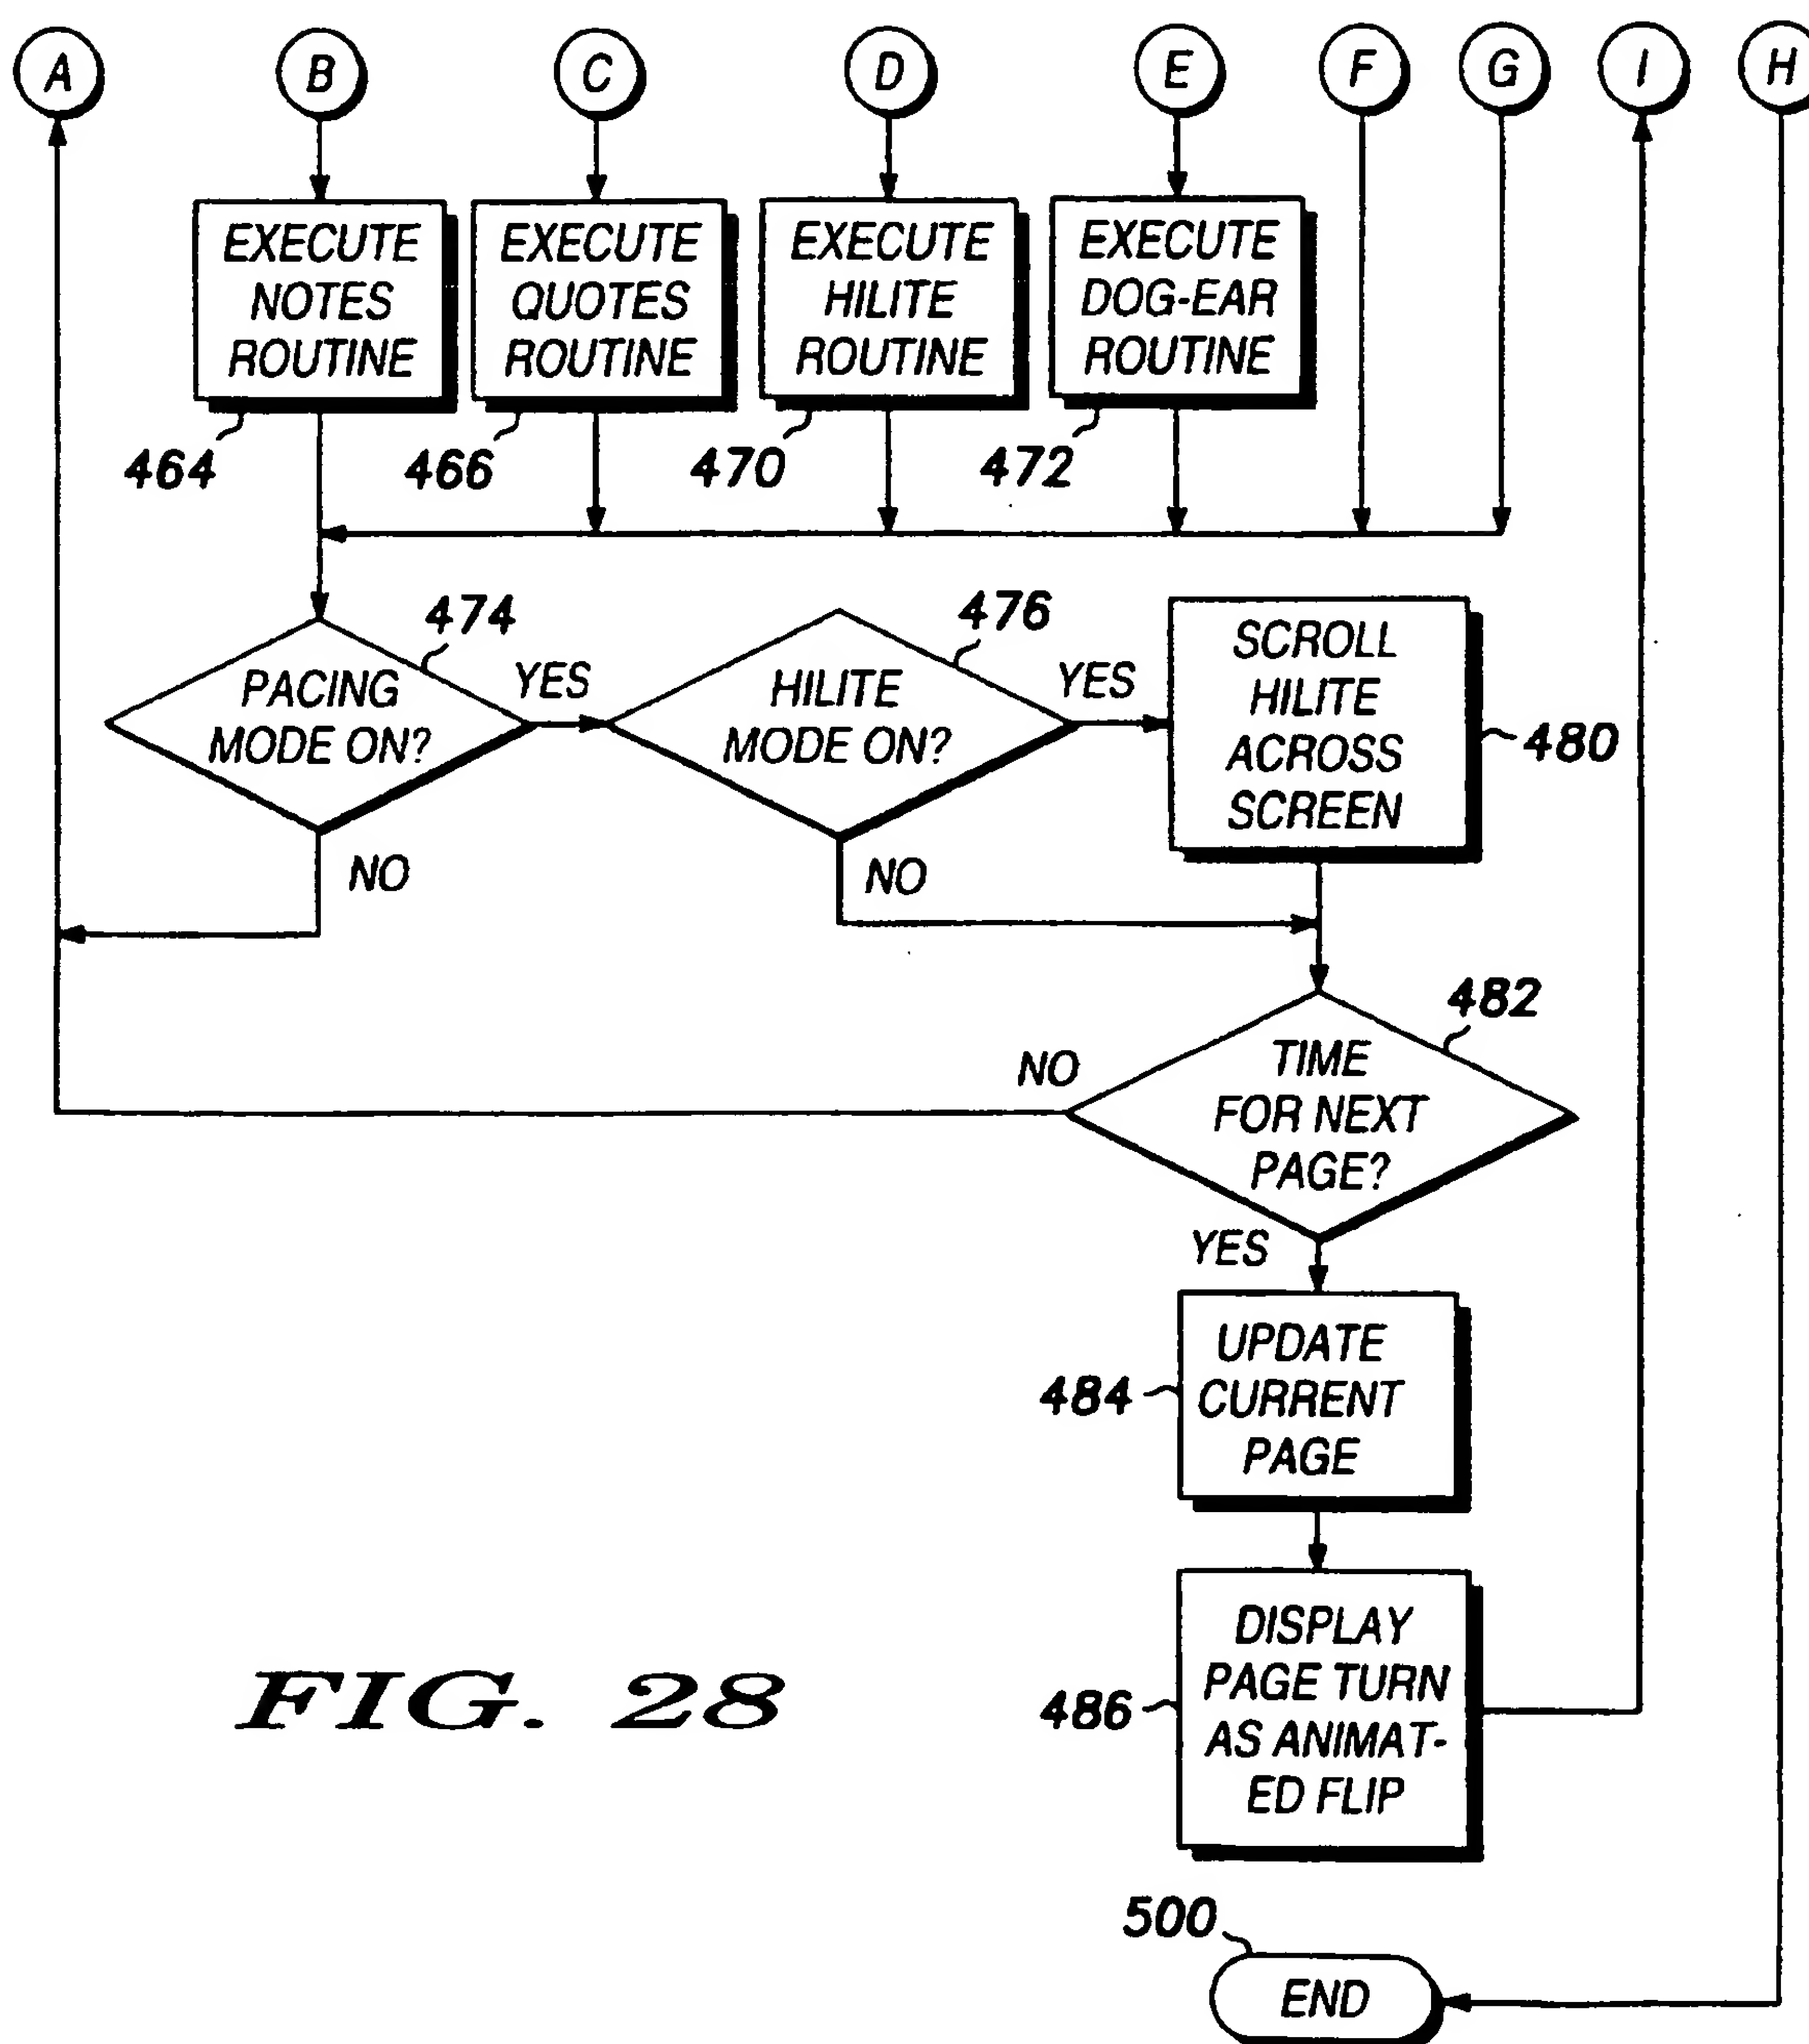 A B C D E F G I H
EXECUTE
NOTES
ROUTINE
464
EXECUTE
QUOTES
ROUTINE
466
EXECUTE
HILITE
ROUTINE
470
EXECUTE
DOG-EAR
ROUTINE
472
PACING
MODE ON?
474
YES
NO
HILITE
MODE ON?
476
YES
NO
SCROLL
HILITE
ACROSS
SCREEN
480
TIME
FOR NEXT
PAGE?
482
NO
YES
UPDATE
CURRENT
PAGE
484
DISPLAY
PAGE TURN
AS ANIMAT-
ED FLIP
486
FIG. 28
500
END